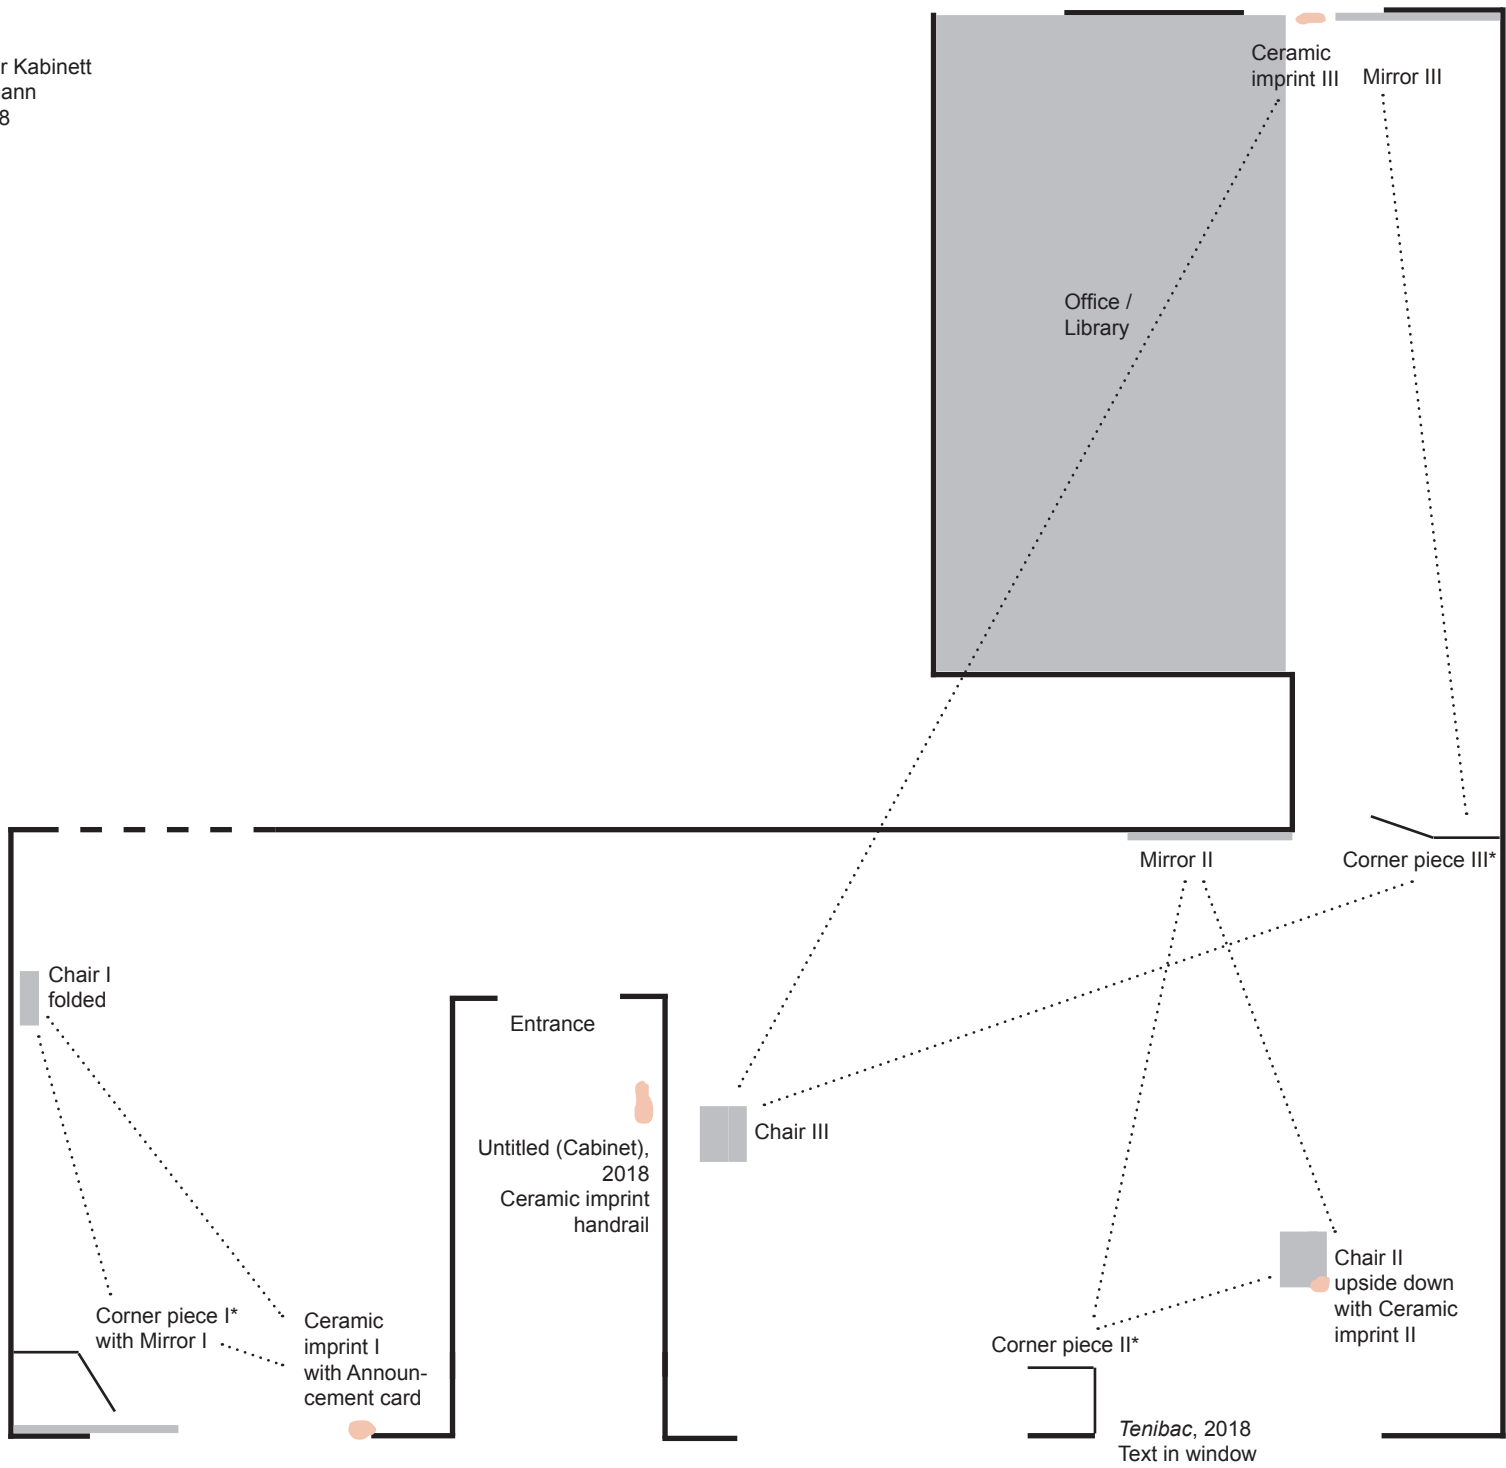 r Kabinett
ann
8
Ceramic
imprint III
Mirror III
Office /
Library
Mirror II
Corner piece III*
Chair I
folded
Entrance
Untitled (Cabinet),
2018
Ceramic imprint
handrail
Chair III
Chair II
upside down
with Ceramic
imprint II
Corner piece I*
with Mirror I
Ceramic
imprint I
with Announ-
cement card
Corner piece II*
Tenibac, 2018
Text in window